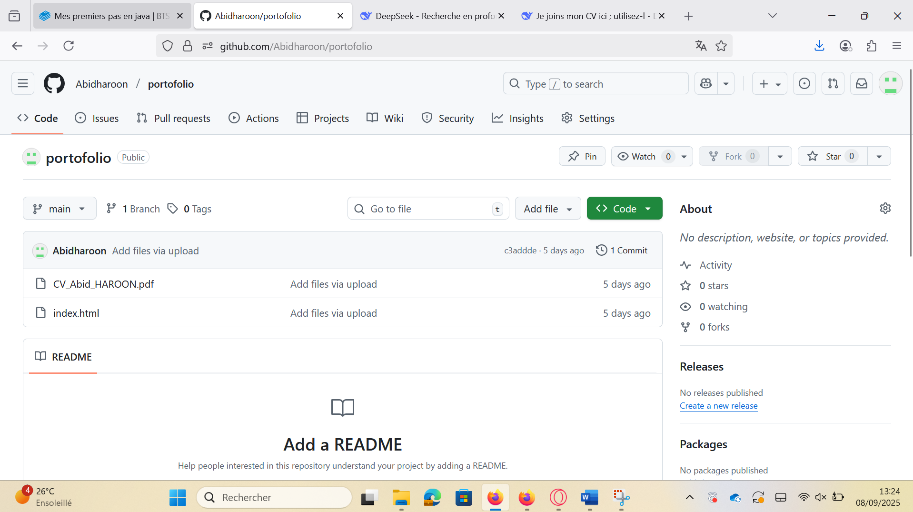 Mes premiers pas en java | BTS
Abidharoon/portofolio
DeepSeek - Recherche en profo
Je joins mon CV ici ; utilisez-l - D
github.com/Abidharoon/portofolio
Abidharoon / portofolio
Type / to search
Code
Issues
Pull requests
Actions
Projects
Wiki
Security
Insights
Settings
portofolio Public
Pin
Watch 0
Fork 0
Star 0
main
1 Branch
0 Tags
Go to file t
Add file
Code
About
No description, website, or topics provided.
Activity
0 stars
0 watching
0 forks
Abidharoon Add files via upload
c3addde · 5 days ago
1 Commit
CV_Abid_HAROON.pdf
Add files via upload
5 days ago
index.html
Add files via upload
5 days ago
README
Add a README
Help people interested in this repository understand your project by adding a README.
Releases
No releases published
Create a new release
Packages
No packages published
4
26°C
Ensoleillé
Rechercher
13:24
08/09/2025